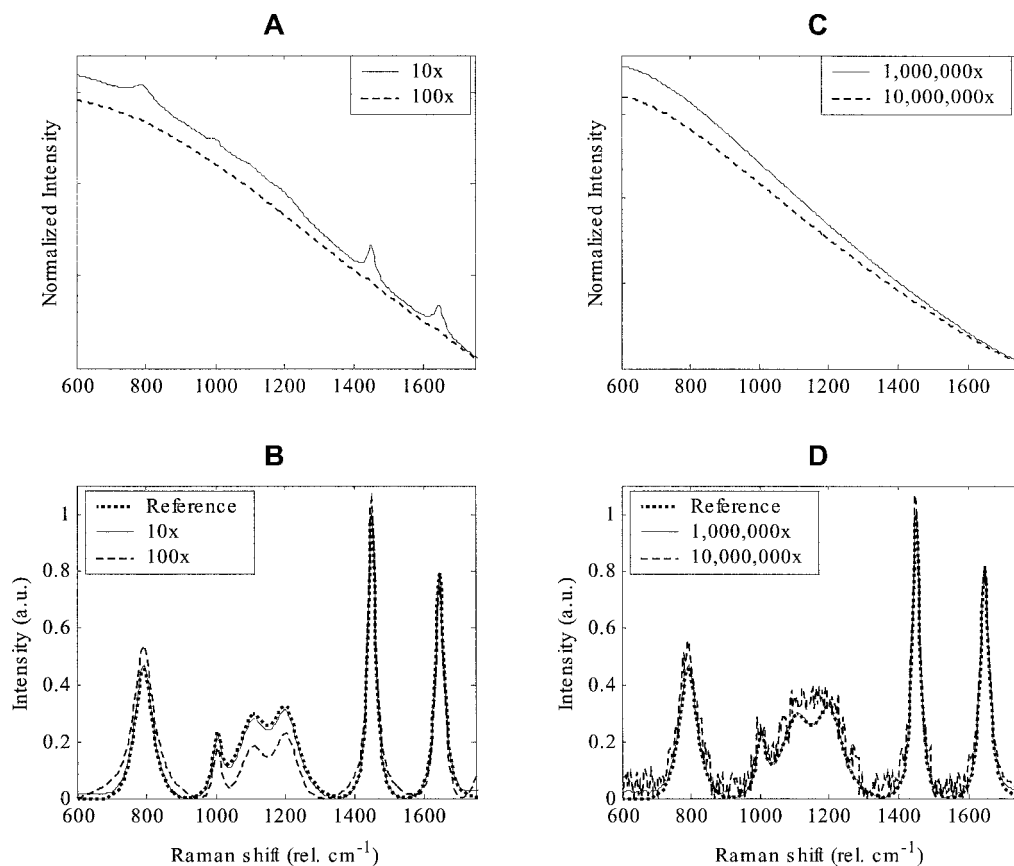 A
10x
100x
Normalized Intensity
600 800 1000 1200 1400 1600
C
1,000,000x
10,000,000x
Normalized Intensity
600 800 1000 1200 1400 1600
B
Reference
10x
100x
Intensity (a.u.)
1
0.8
0.6
0.4
0.2
0
600 800 1000 1200 1400 1600
Raman shift (rel. cm⁻¹)
D
Reference
1,000,000x
10,000,000x
Intensity (a.u.)
1
0.8
0.6
0.4
0.2
0
600 800 1000 1200 1400 1600
Raman shift (rel. cm⁻¹)